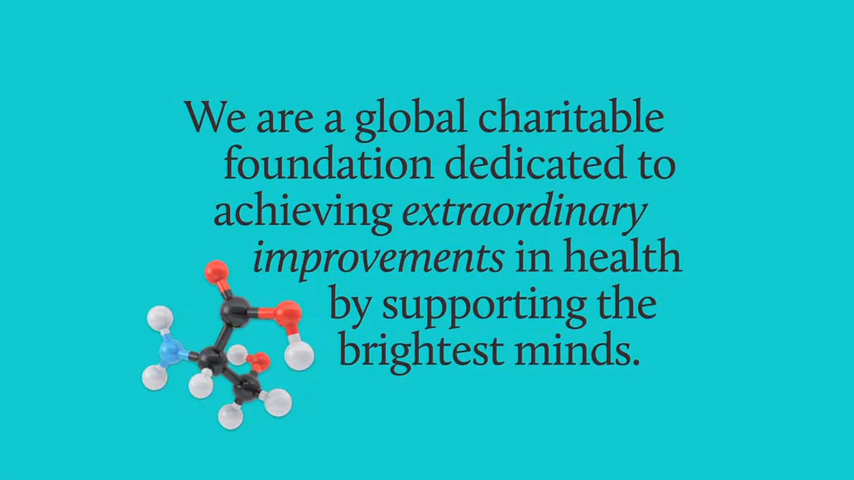 We are a global charitable
foundation dedicated to
achieving extraordinary
improvements in health
by supporting the
brightest minds.